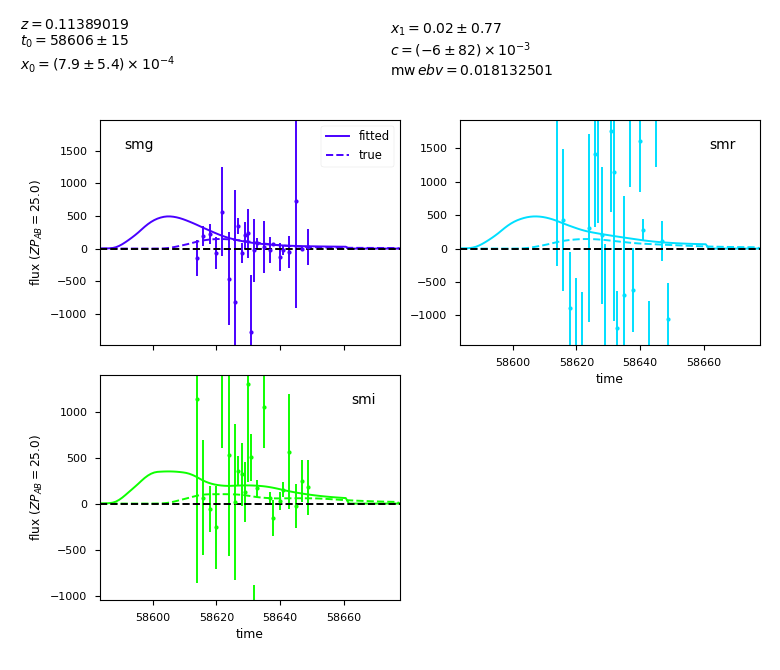 z = 0.11389019
t₀ = 58606 ± 15
x₀ = (7.9 ± 5.4) × 10⁻⁴
x₁ = 0.02 ± 0.77
c = (−6 ± 82) × 10⁻³
mw ebv = 0.018132501
smg
fitted
true
1500
1000
500
0
−500
−1000
flux (ZP_AB = 25.0)
smr
1500
1000
500
0
−500
−1000
58600
58620
58640
58660
time
smi
1000
500
0
−500
−1000
flux (ZP_AB = 25.0)
58600
58620
58640
58660
time